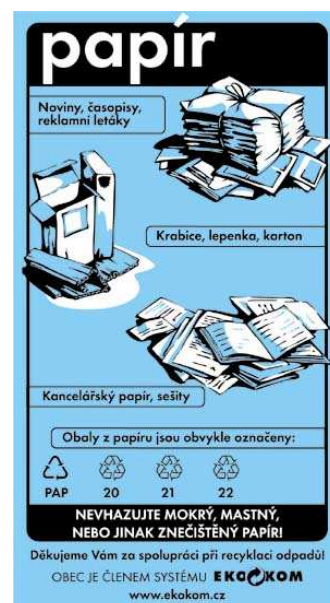 papír
Noviny, časopisy,
reklamní letáky
Krabice, lepenka, karton
Kancelářský papír, sešity
Obaly z papíru jsou obvykle označeny:
PAP 20 21 22
NEVHAZUJTE MOKRÝ, MASTNÝ,
NEBO JINAK ZNEČIŠTĚNÝ PAPÍR!
Děkujeme Vám za spolupráci při recyklaci odpadů!
OBEC JE ČLENEM SYSTÉMU EKO KOM
www.ekokom.cz